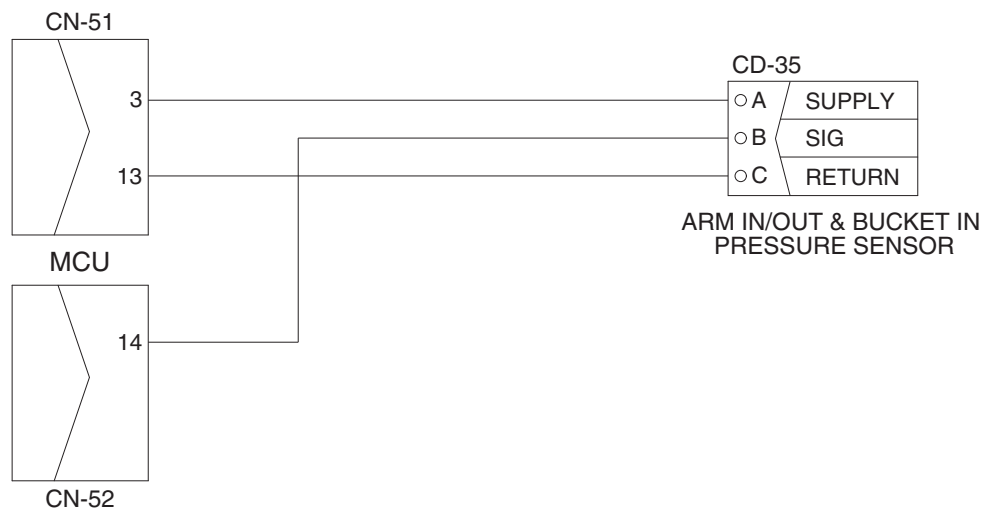 CN-51
3
13
MCU
14
CN-52
CD-35
A SUPPLY
B SIG
C RETURN
ARM IN/OUT & BUCKET IN
PRESSURE SENSOR